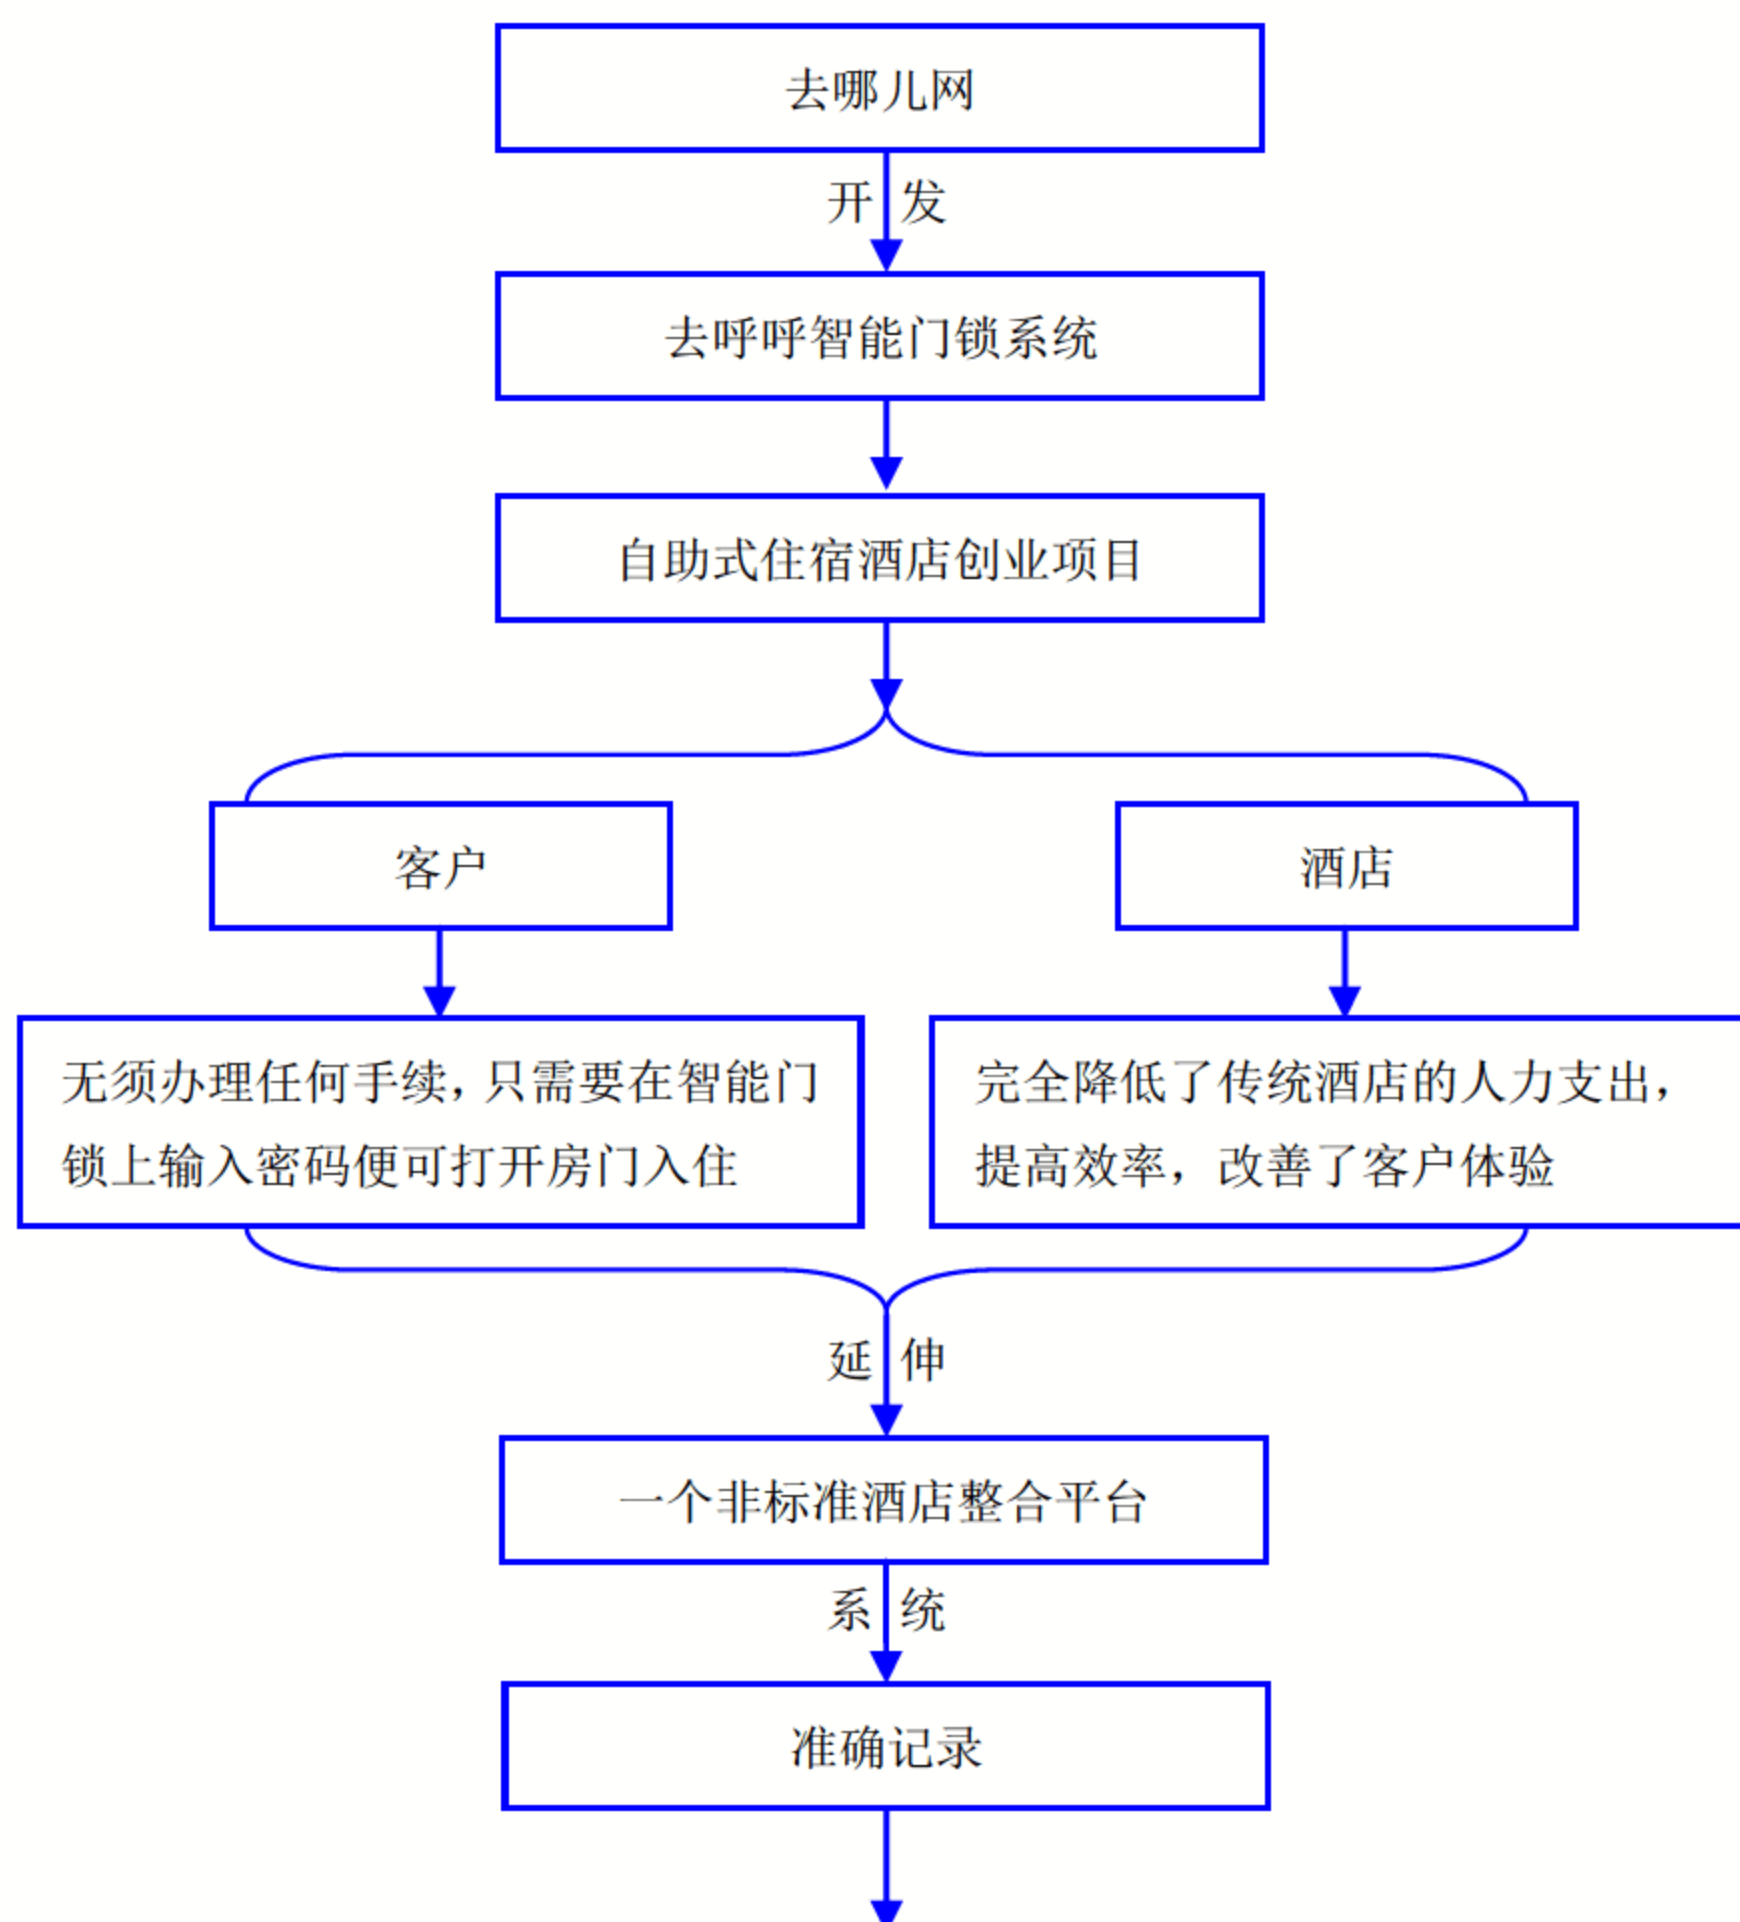 去哪儿网
开发
去呼呼智能门锁系统
自助式住宿酒店创业项目
客户
酒店
无须办理任何手续，只需要在智能门
锁上输入密码便可打开房门入住
完全降低了传统酒店的人力支出，
提高效率，改善了客户体验
延伸
一个非标准酒店整合平台
系统
准确记录